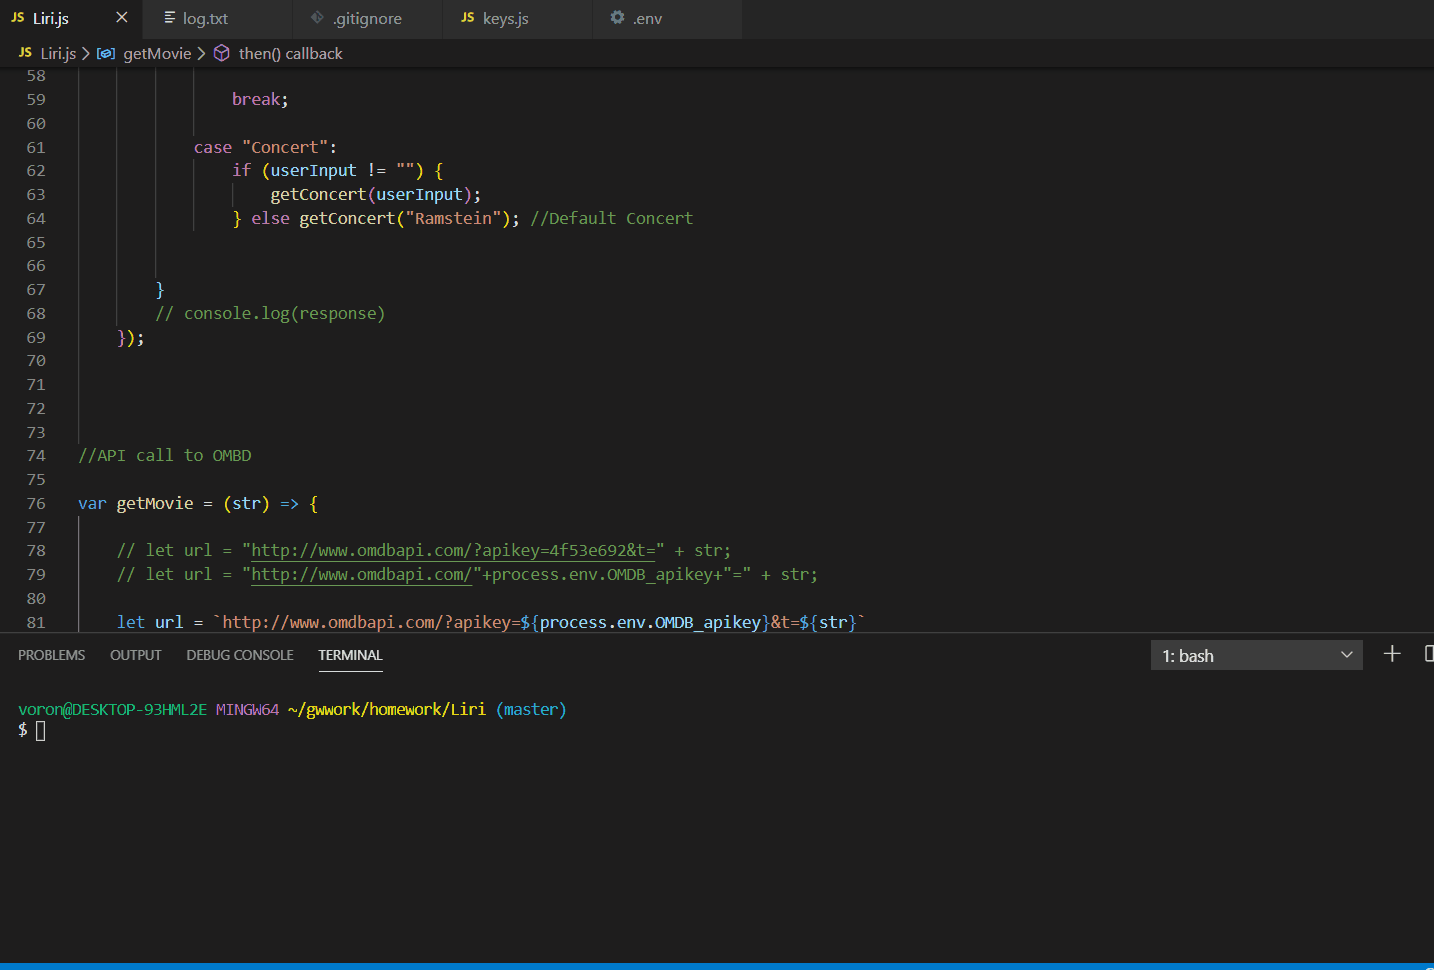 JS Liri.js × log.txt .gitignore JS keys.js .env
JS Liri.js > getMovie > then() callback
58
59 break;
60
61 case "Concert":
62 if (userInput != "") {
63 getConcert(userInput);
64 } else getConcert("Ramstein"); //Default Concert
65
66
67 }
68 // console.log(response)
69 });
70
71
72
73
74 //API call to OMBD
75
76 var getMovie = (str) => {
77
78 // let url = "http://www.omdbapi.com/?apikey=4f53e692&t=" + str;
79 // let url = "http://www.omdbapi.com/"+process.env.OMDB_apikey+"=" + str;
80
81 let url = `http://www.omdbapi.com/?apikey=${process.env.OMDB_apikey}&t=${str}`
PROBLEMS OUTPUT DEBUG CONSOLE TERMINAL 1: bash
voron@DESKTOP-93HML2E MINGW64 ~/gwwork/homework/Liri (master)
$